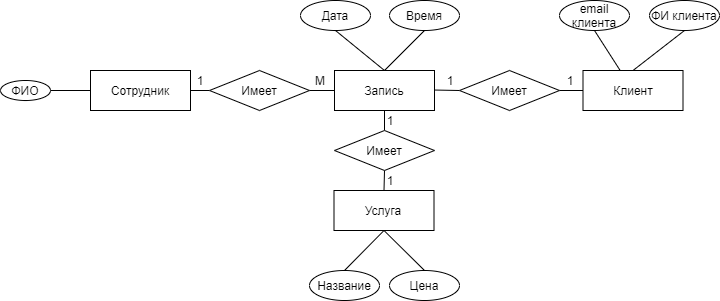 Дата
Время
email
клиента
ФИ клиента
ФИО
Сотрудник
1
Имеет
М
Запись
1
Имеет
1
Клиент
1
Имеет
1
Услуга
Название
Цена